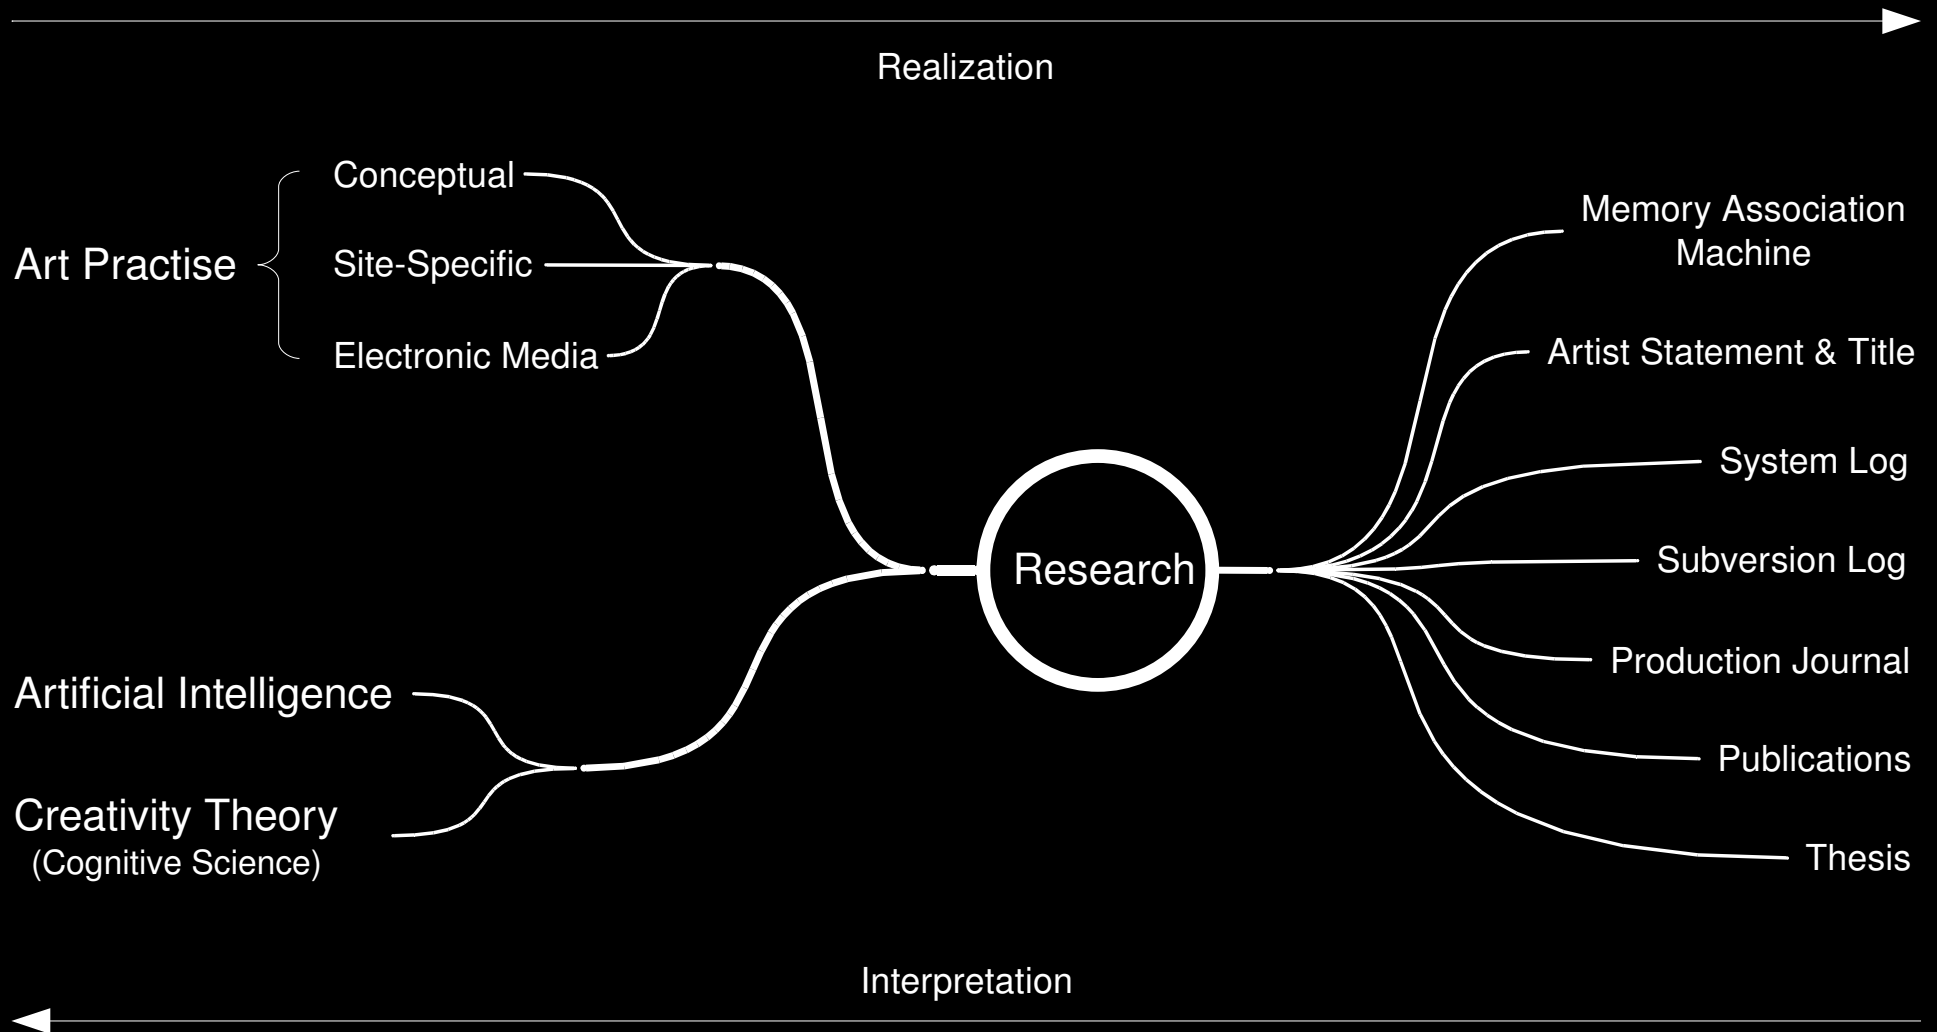 Realization
Art Practise
Conceptual
Site-Specific
Electronic Media
Artificial Intelligence
Creativity Theory
(Cognitive Science)
Research
Memory Association
Machine
Artist Statement & Title
System Log
Subversion Log
Production Journal
Publications
Thesis
Interpretation